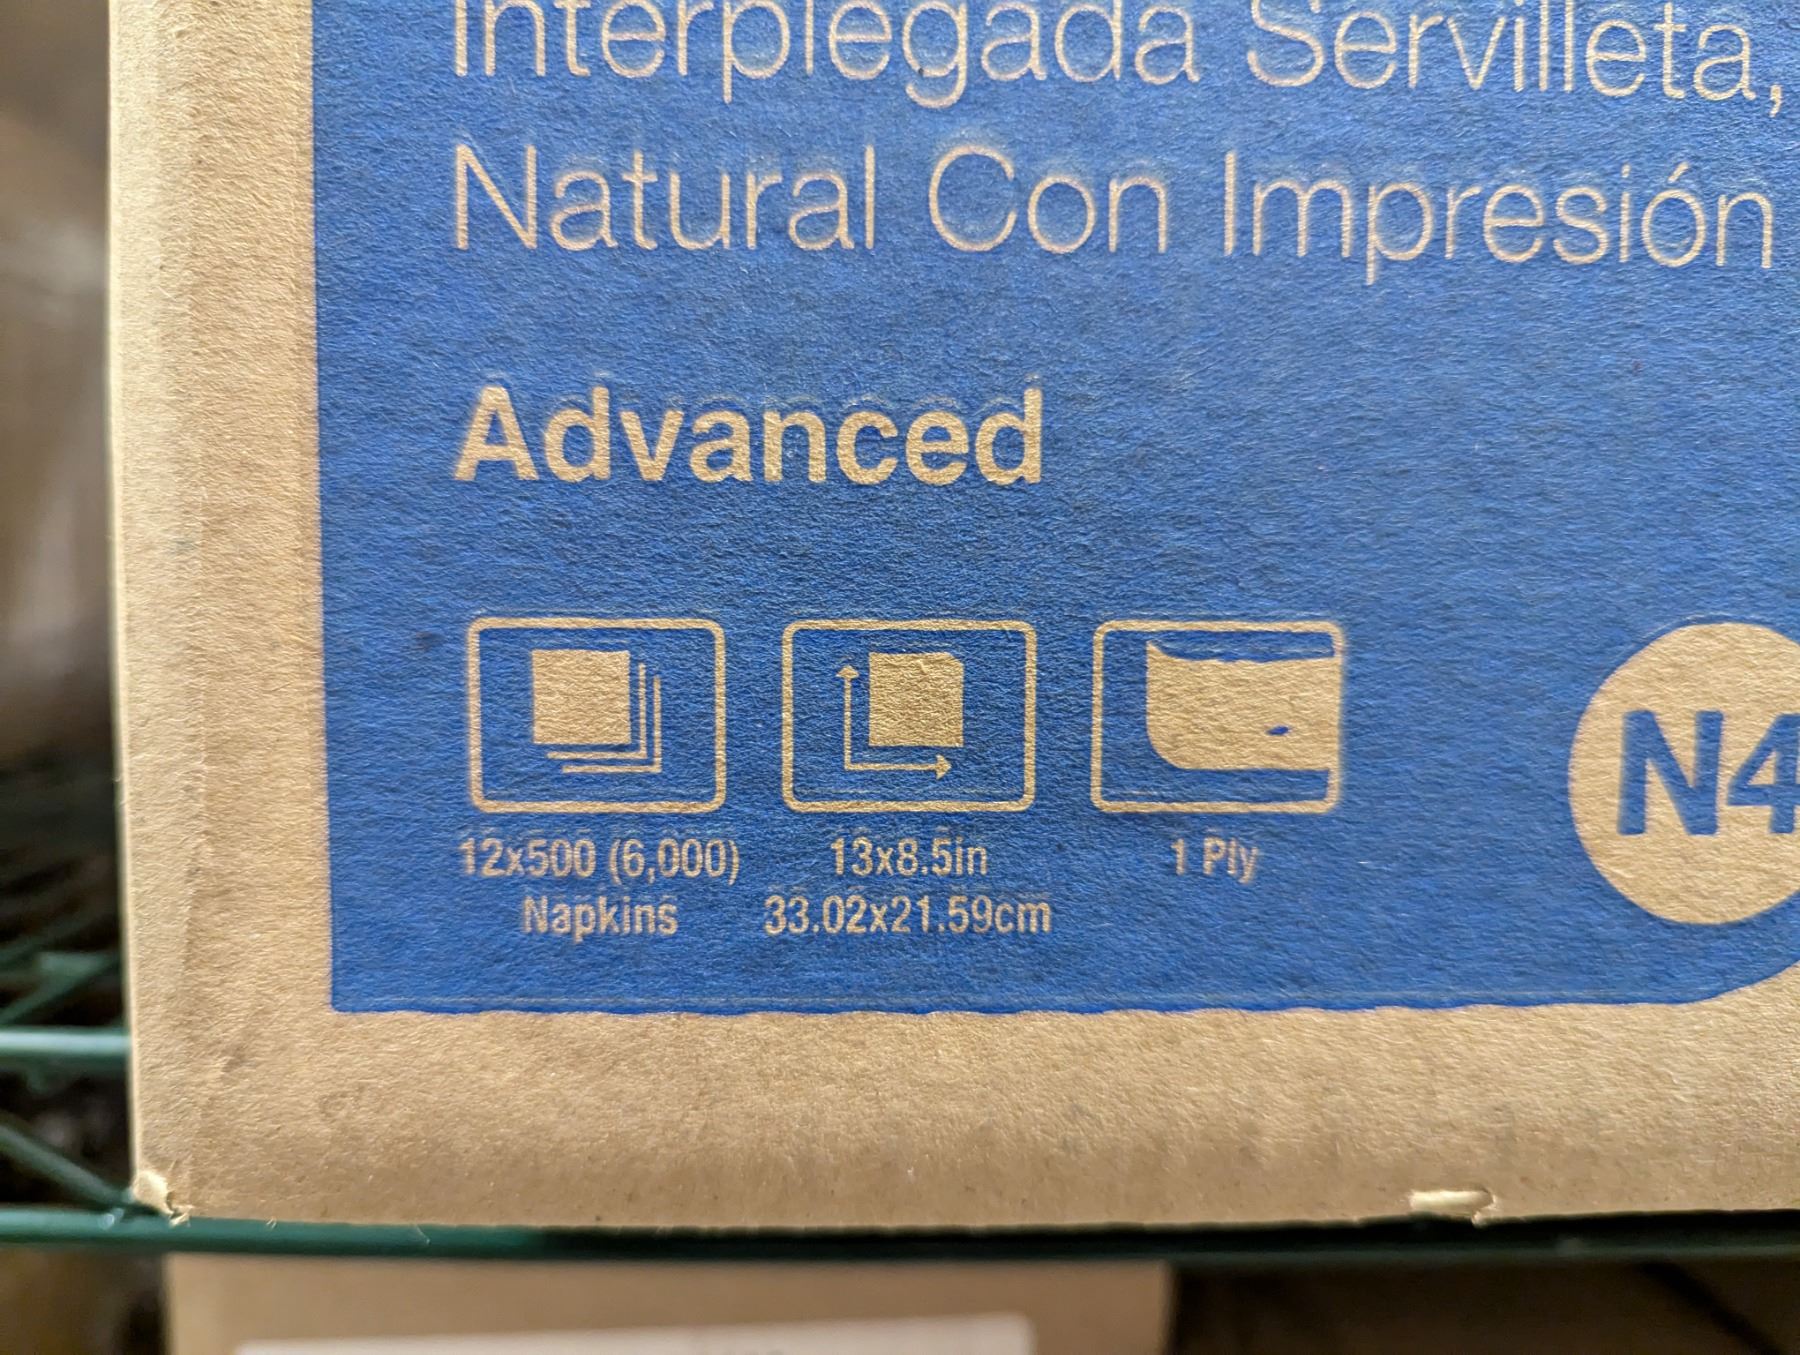 Interplegada Servilleta,
Natural Con Impresión
Advanced
12x500 (6,000)
Napkins
13x8.5in
33.02x21.59cm
1 Ply
N4